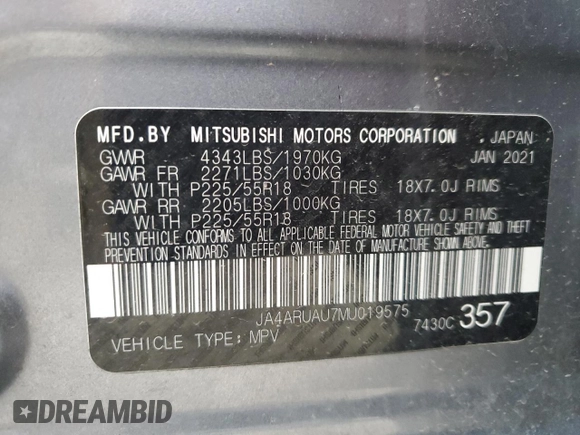 MFD.BY MITSUBISHI MOTORS CORPORATION JAPAN
GVWR 4343LBS/1970KG JAN 2021
GAWR FR 2271LBS/1030KG
WITH P225/55R18 TIRES 18X7.0J RIMS
GAWR RR 2205LBS/1000KG
WITH P225/55R18 TIRES 18X7.0J RIMS
THIS VEHICLE CONFORMS TO ALL APPLICABLE FEDERAL MOTOR VEHICLE SAFETY, BUMPER, AND THEFT
PREVENTION STANDARDS IN EFFECT ON THE DATE OF MANUFACTURE SHOWN ABOVE.
JA4ARUAU7MU019575
7430C 357
VEHICLE TYPE: MPV
DREAMBID